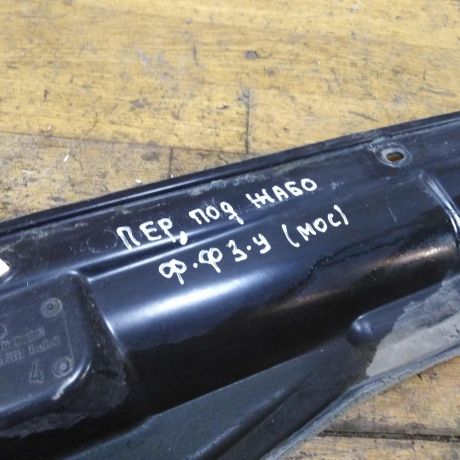 ПЕР, ПОД ЖАБО
Ф.Ф3.У (МОС)